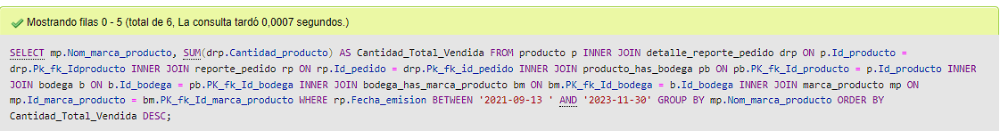 Mostrando filas 0 - 5 (total de 6, La consulta tardó 0,0007 segundos.)
SELECT mp.Nom_marca_producto, SUM(drp.Cantidad_producto) AS Cantidad_Total_Vendida FROM producto p INNER JOIN detalle_reporte_pedido drp ON p.Id_producto =
drp.Pk_fk_Idproducto INNER JOIN reporte_pedido rp ON rp.Id_pedido = drp.Pk_fk_id_pedido INNER JOIN producto_has_bodega pb ON pb.PK_FK_Id_producto = p.Id_producto INNER
JOIN bodega b ON b.Id_bodega = pb.PK_FK_Id_bodega INNER JOIN bodega_has_marca_producto bm ON bm.PK_FK_Id_bodega = b.Id_bodega INNER JOIN marca_producto mp ON
mp.Id_marca_producto = bm.PK_fk_Id_marca_producto WHERE rp.Fecha_emision BETWEEN '2021-09-13 ' AND '2023-11-30' GROUP BY mp.Nom_marca_producto ORDER BY
Cantidad_Total_Vendida DESC;